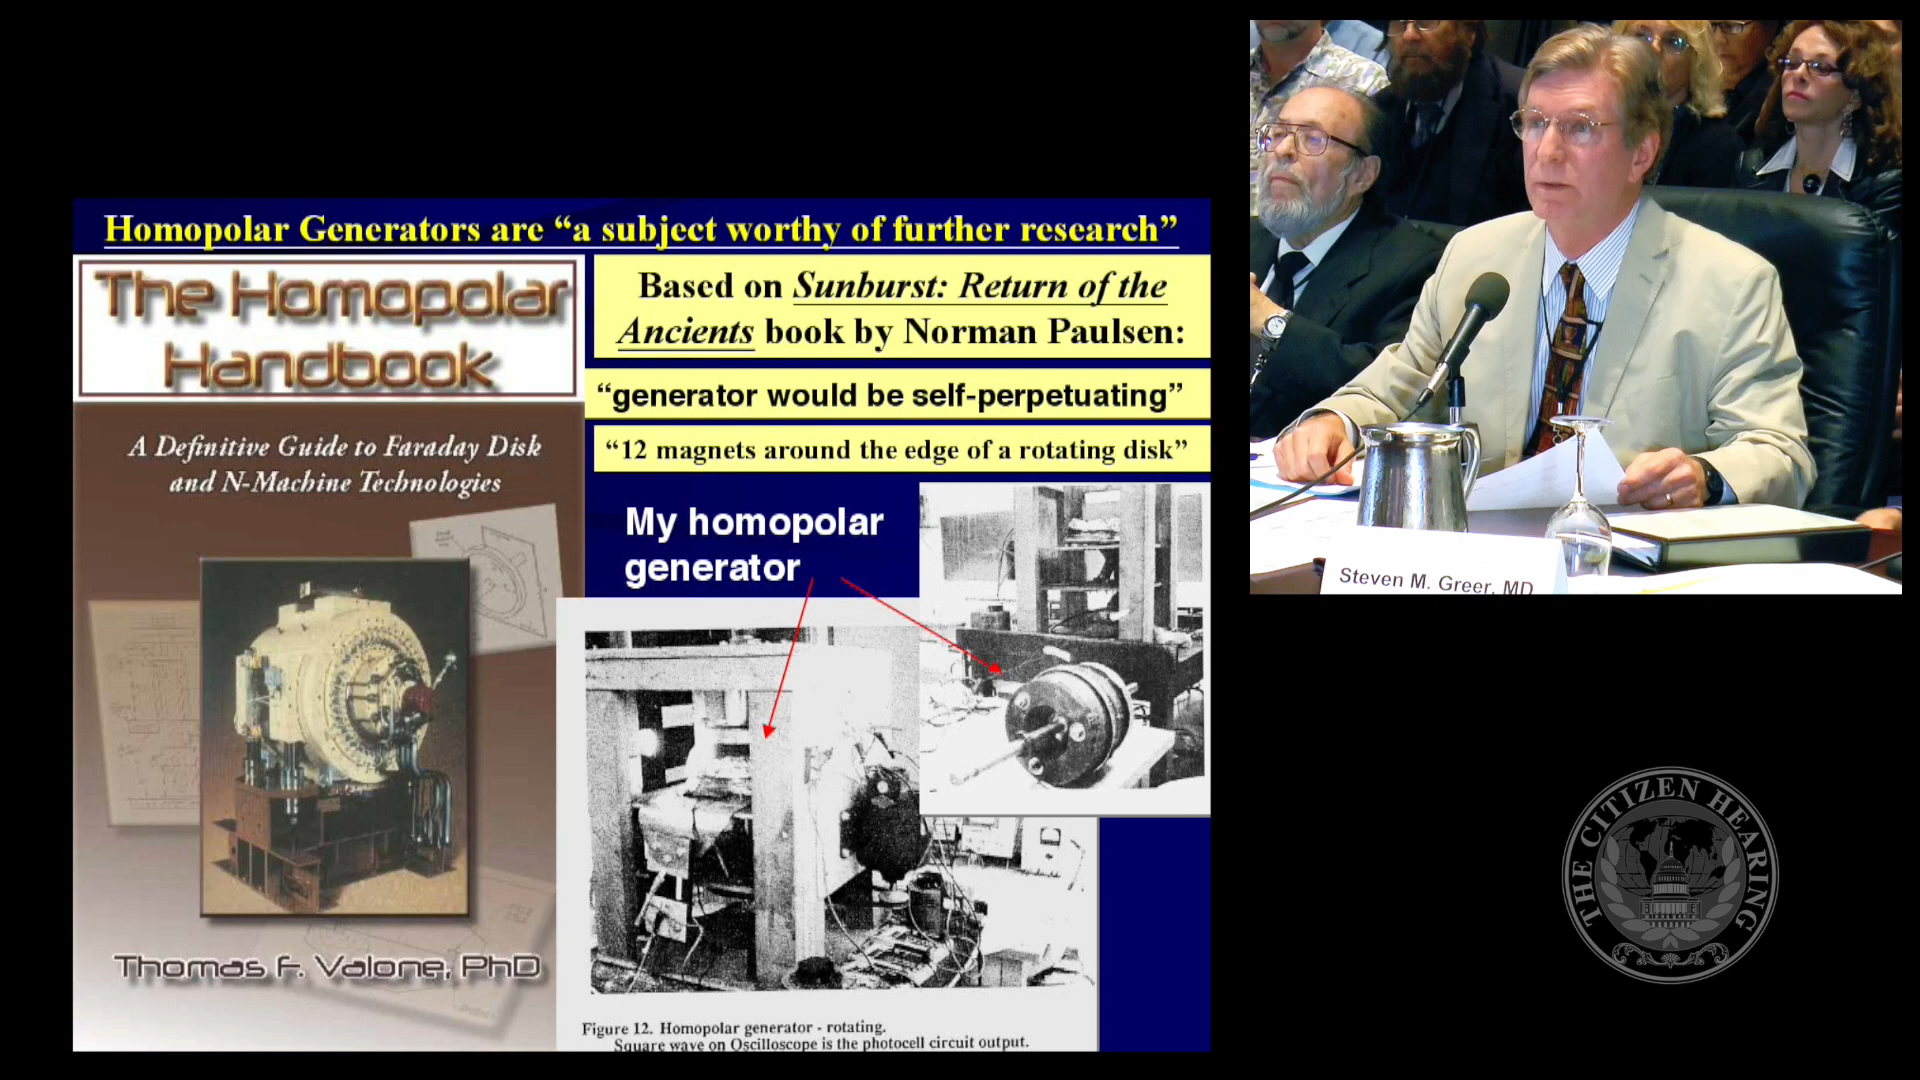 Homopolar Generators are “a subject worthy of further research”
The Homopolar
Handbook
A Definitive Guide to Faraday Disk
and N-Machine Technologies
Thomas F. Valone, PhD
Based on Sunburst: Return of the
Ancients book by Norman Paulsen:
“generator would be self-perpetuating”
“12 magnets around the edge of a rotating disk”
My homopolar
generator
Figure 12. Homopolar generator - rotating.
Square wave on Oscilloscope is the photocell circuit output.
Steven M. Greer, MD
THE CITIZEN HEARING